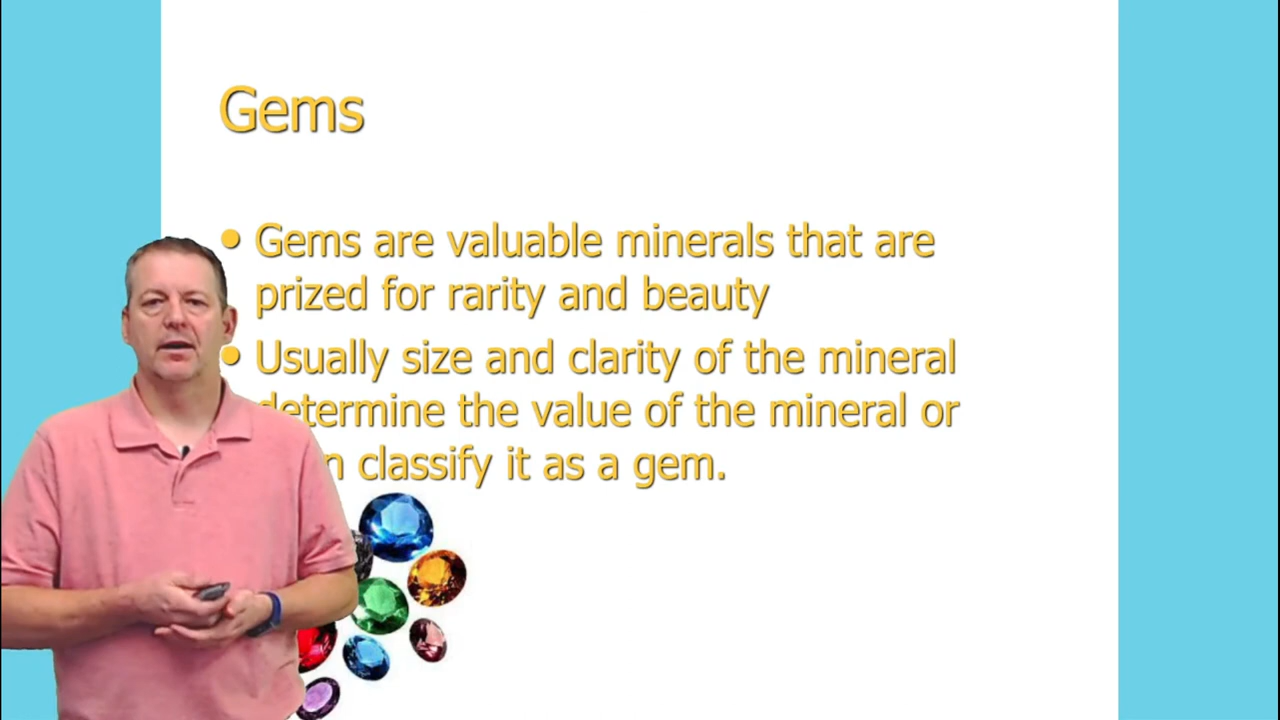 Gems
• Gems are valuable minerals that are
prized for rarity and beauty
• Usually size and clarity of the mineral
determine the value of the mineral or
classify it as a gem.